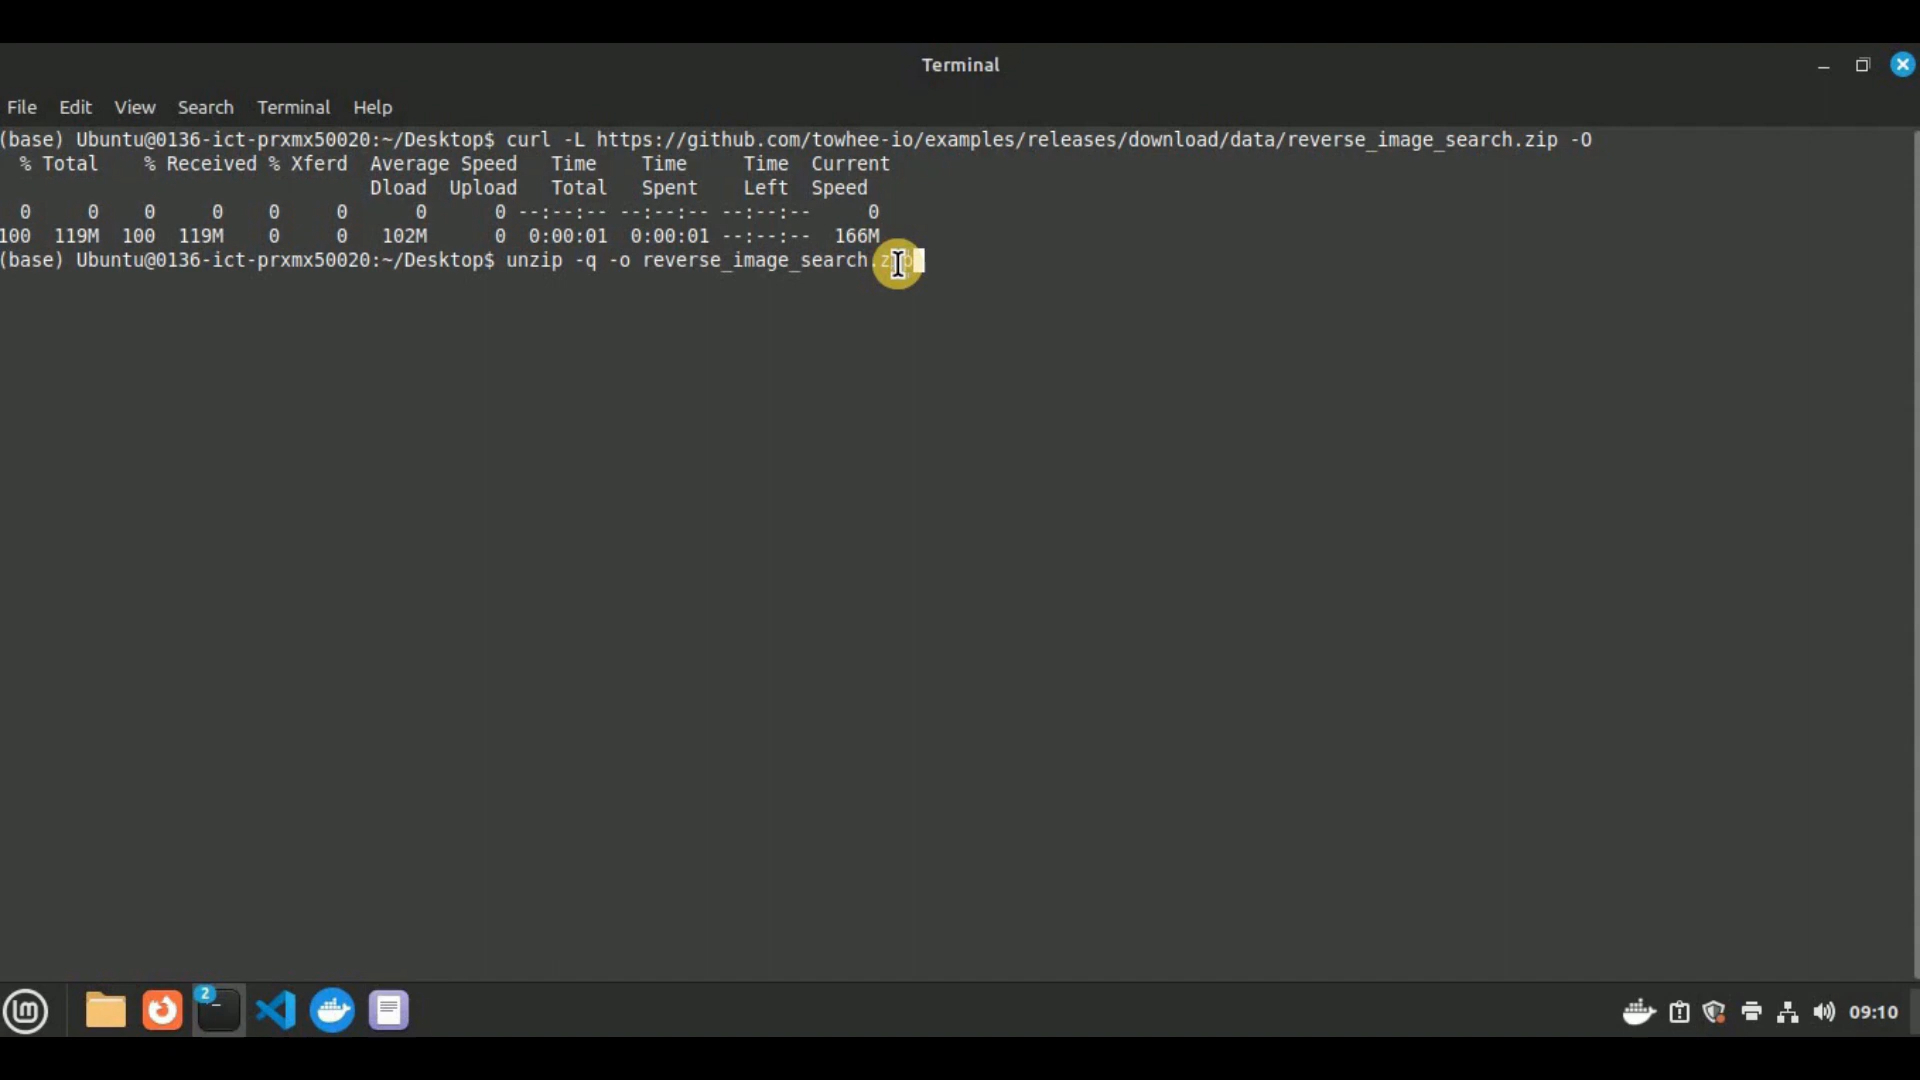 Terminal
File Edit View Search Terminal Help
(base) Ubuntu@0136-ict-prxmx50020:~/Desktop$ curl -L https://github.com/towhee-io/examples/releases/download/data/reverse_image_search.zip -O
% Total % Received % Xferd Average Speed Time Time Time Current
Dload Upload Total Spent Left Speed
0 0 0 0 0 0 0 0 --:--:-- --:--:-- --:--:-- 0
100 119M 100 119M 0 0 102M 0 0:00:01 0:00:01 --:--:-- 166M
(base) Ubuntu@0136-ict-prxmx50020:~/Desktop$ unzip -q -o reverse_image_search.zip
2
09:10